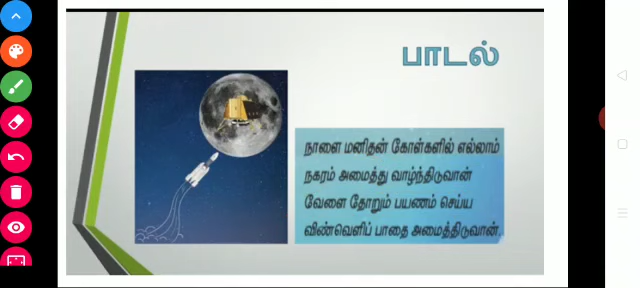 பாடல்
நாளை மனிதன் கோள்களில் எல்லாம்
நகரம் அமைத்து வாழ்ந்திடுவான்
வேளை தோறும் பயணம் செய்ய
விண்வெளிப் பாதை அமைத்திடுவான்.